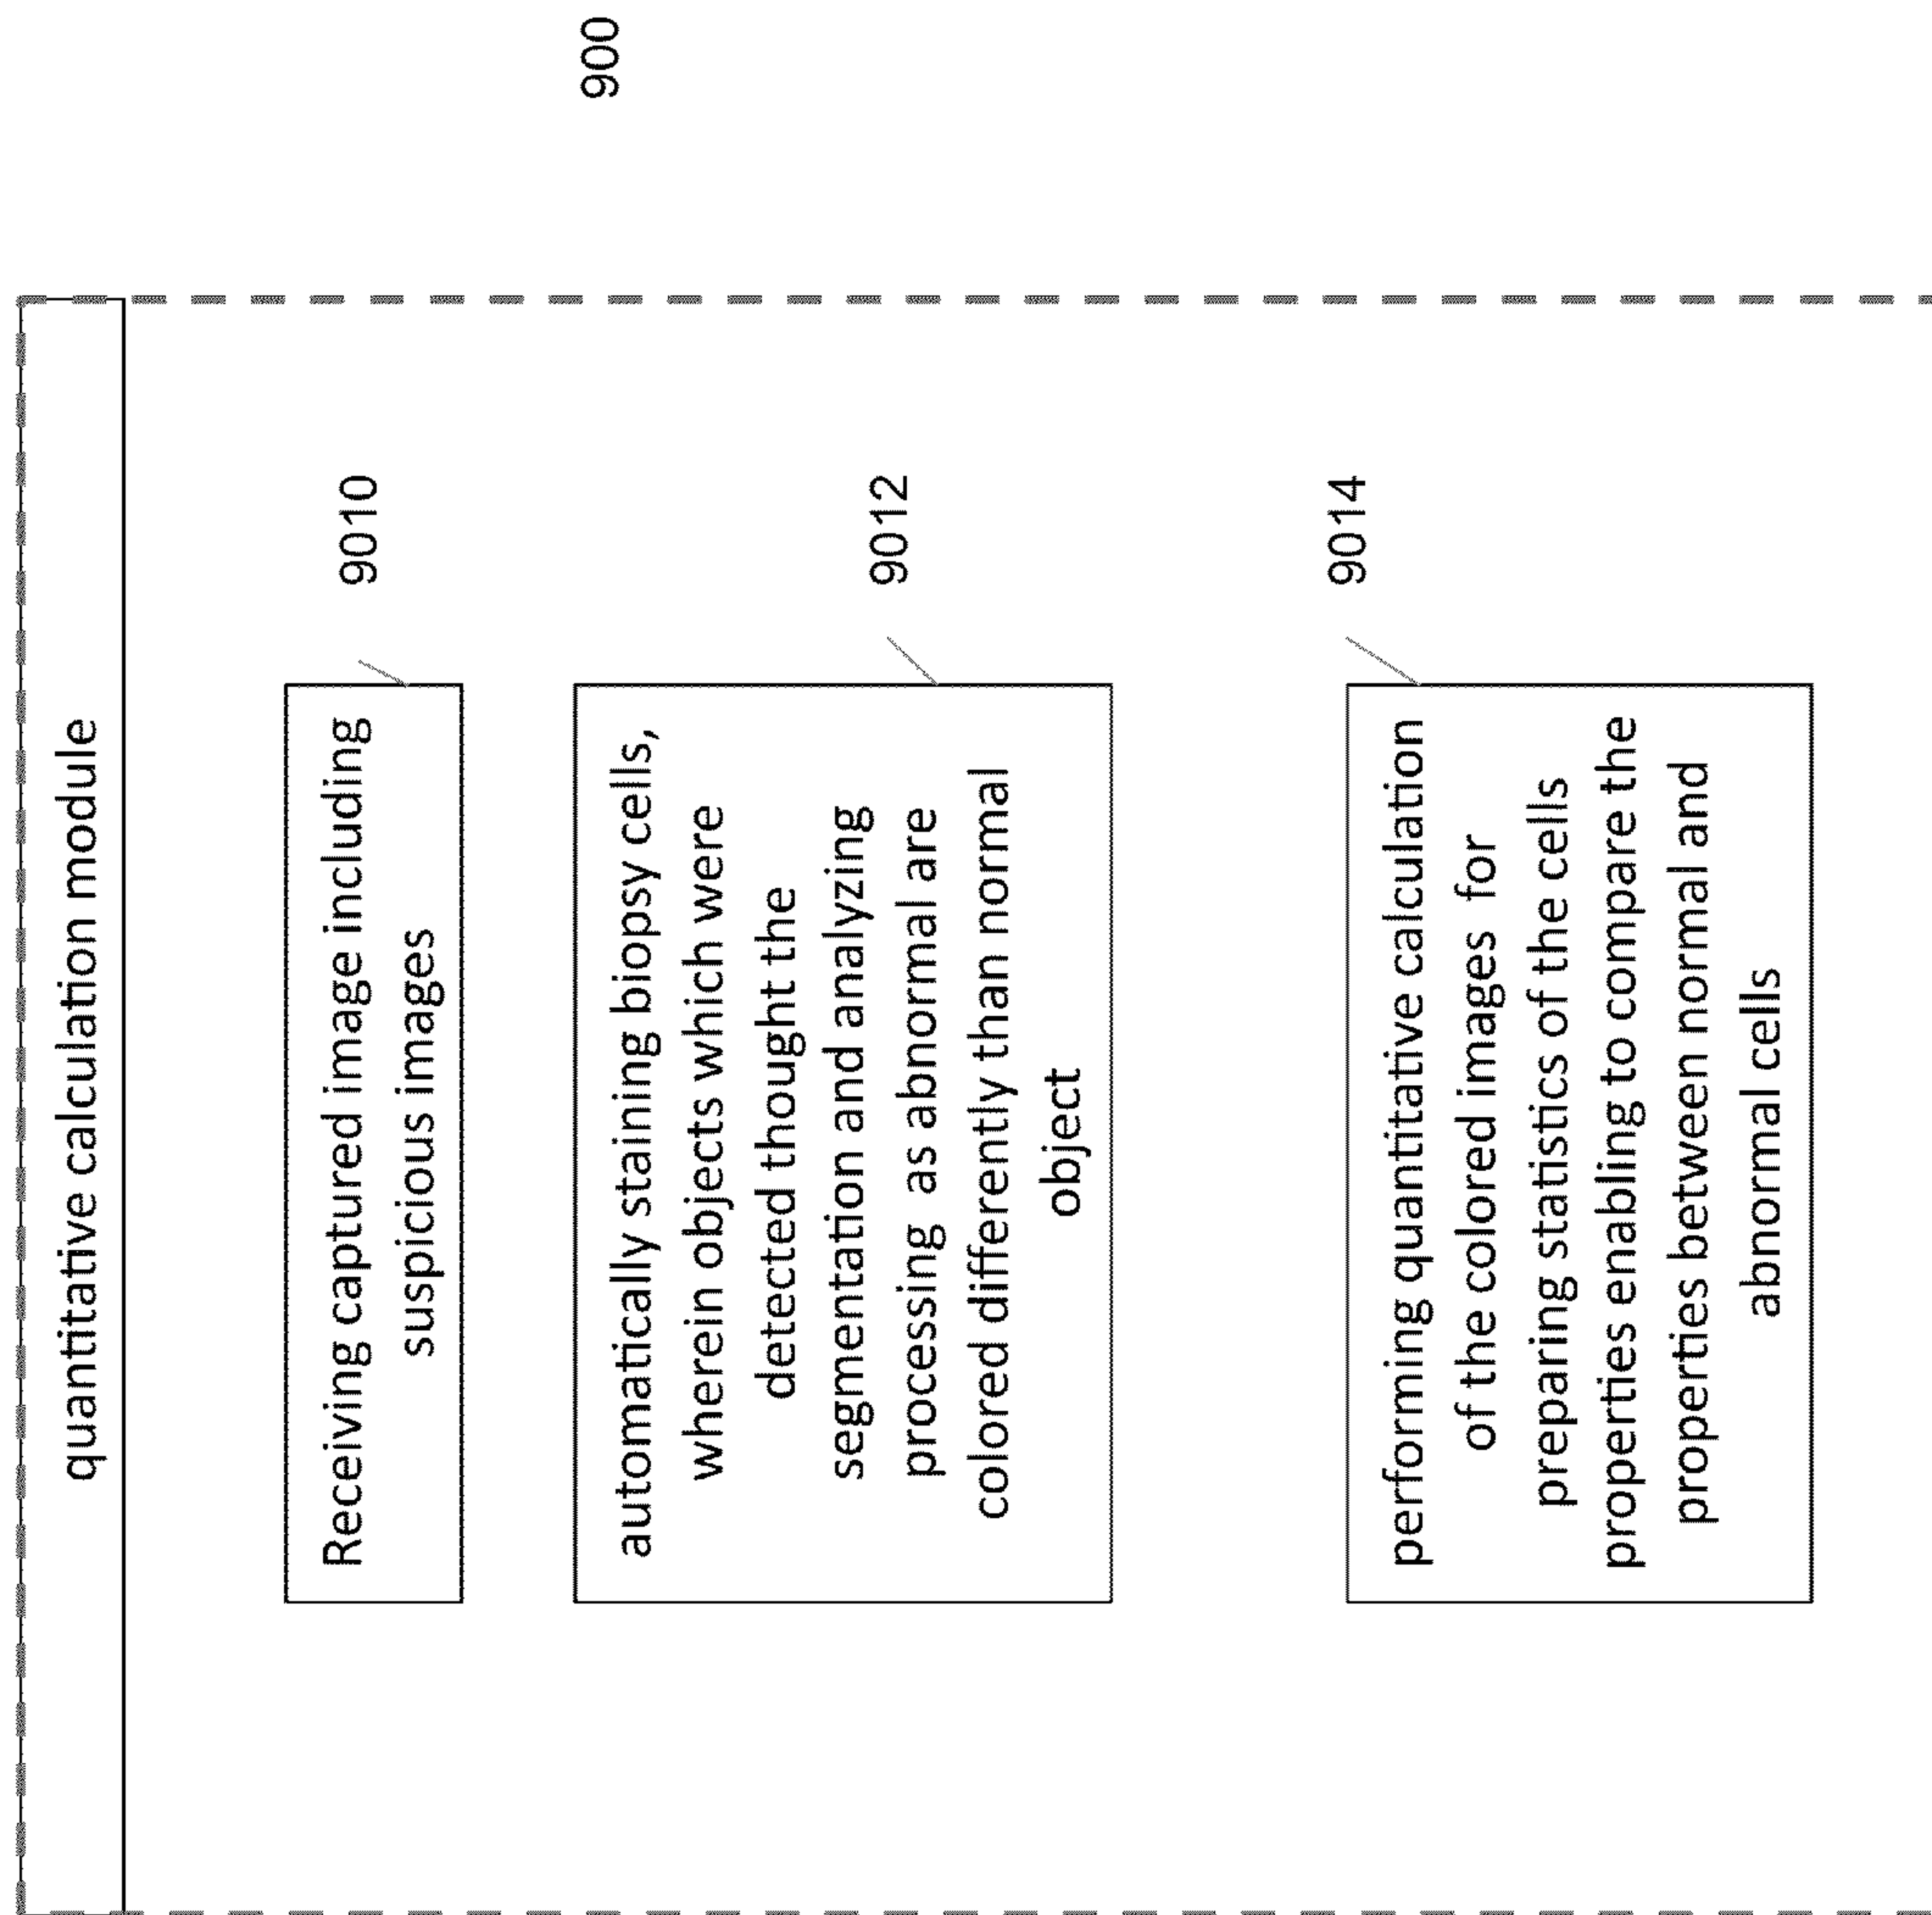 quantitative calculation module
900
Receiving captured image including
suspicious images
9010
automatically staining biopsy cells,
wherein objects which were
detected thought the
segmentation and analyzing
processing as abnormal are
colored differently than normal
object
9012
performing quantitative calculation
of the colored images for
preparing statistics of the cells
properties enabling to compare the
properties between normal and
abnormal cells
9014